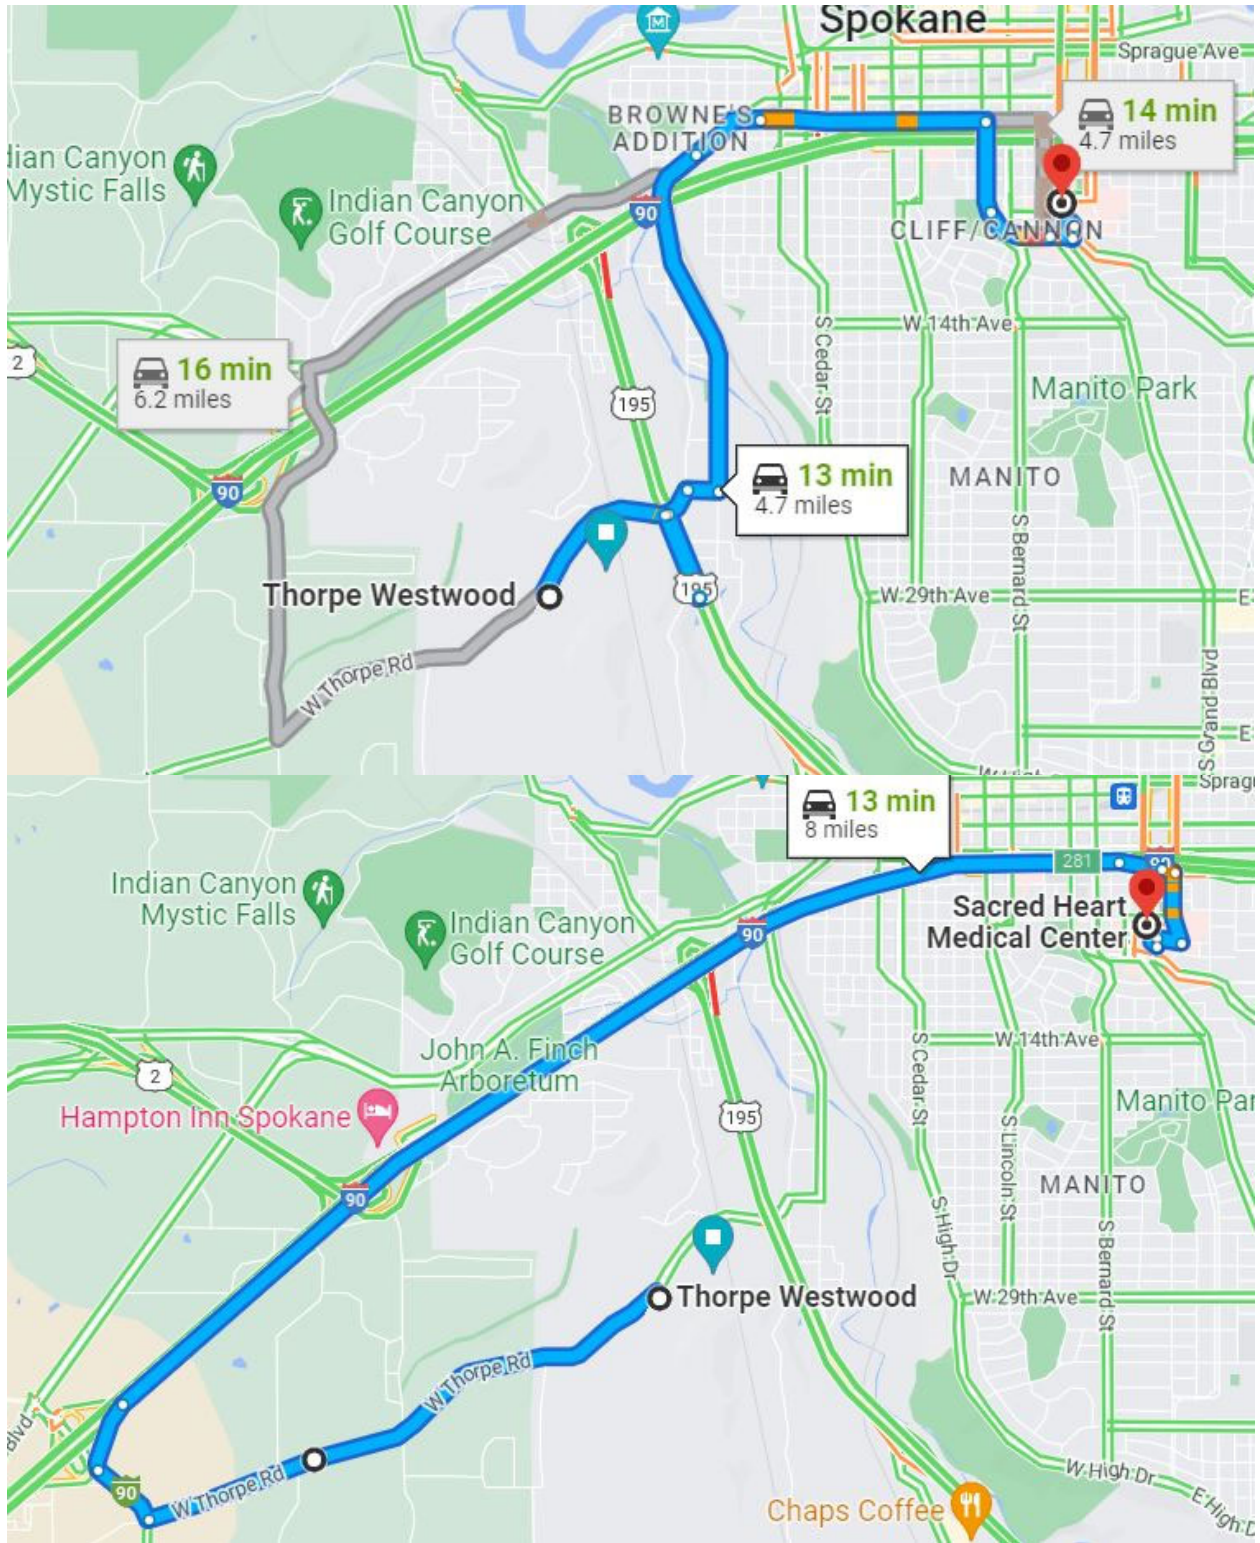 Spokane
Sprague Ave
BROWNE'S
ADDITION
14 min
4.7 miles
dian Canyon
Mystic Falls
Indian Canyon
Golf Course
90
CLIFF/CANNON
2
16 min
6.2 miles
S Cedar St
W 14th Ave
195
Manito Park
13 min
4.7 miles
MANITO
90
S Bernard St
Thorpe Westwood
195
W 29th Ave
E
W Thorpe Rd
S Grand Blvd
E
13 min
8 miles
Spragu
281
90
Indian Canyon
Mystic Falls
Indian Canyon
Golf Course
Sacred Heart
Medical Center
90
John A. Finch
Arboretum
W 14th Ave
2
S Cedar St
Hampton Inn Spokane
195
Manito Par
S Lincoln St
90
MANITO
S High Dr
S Bernard St
Thorpe Westwood
W 29th Ave
W Thorpe Rd
Blvd
W Thorpe Rd
90
W High Dr
E High D
Chaps Coffee